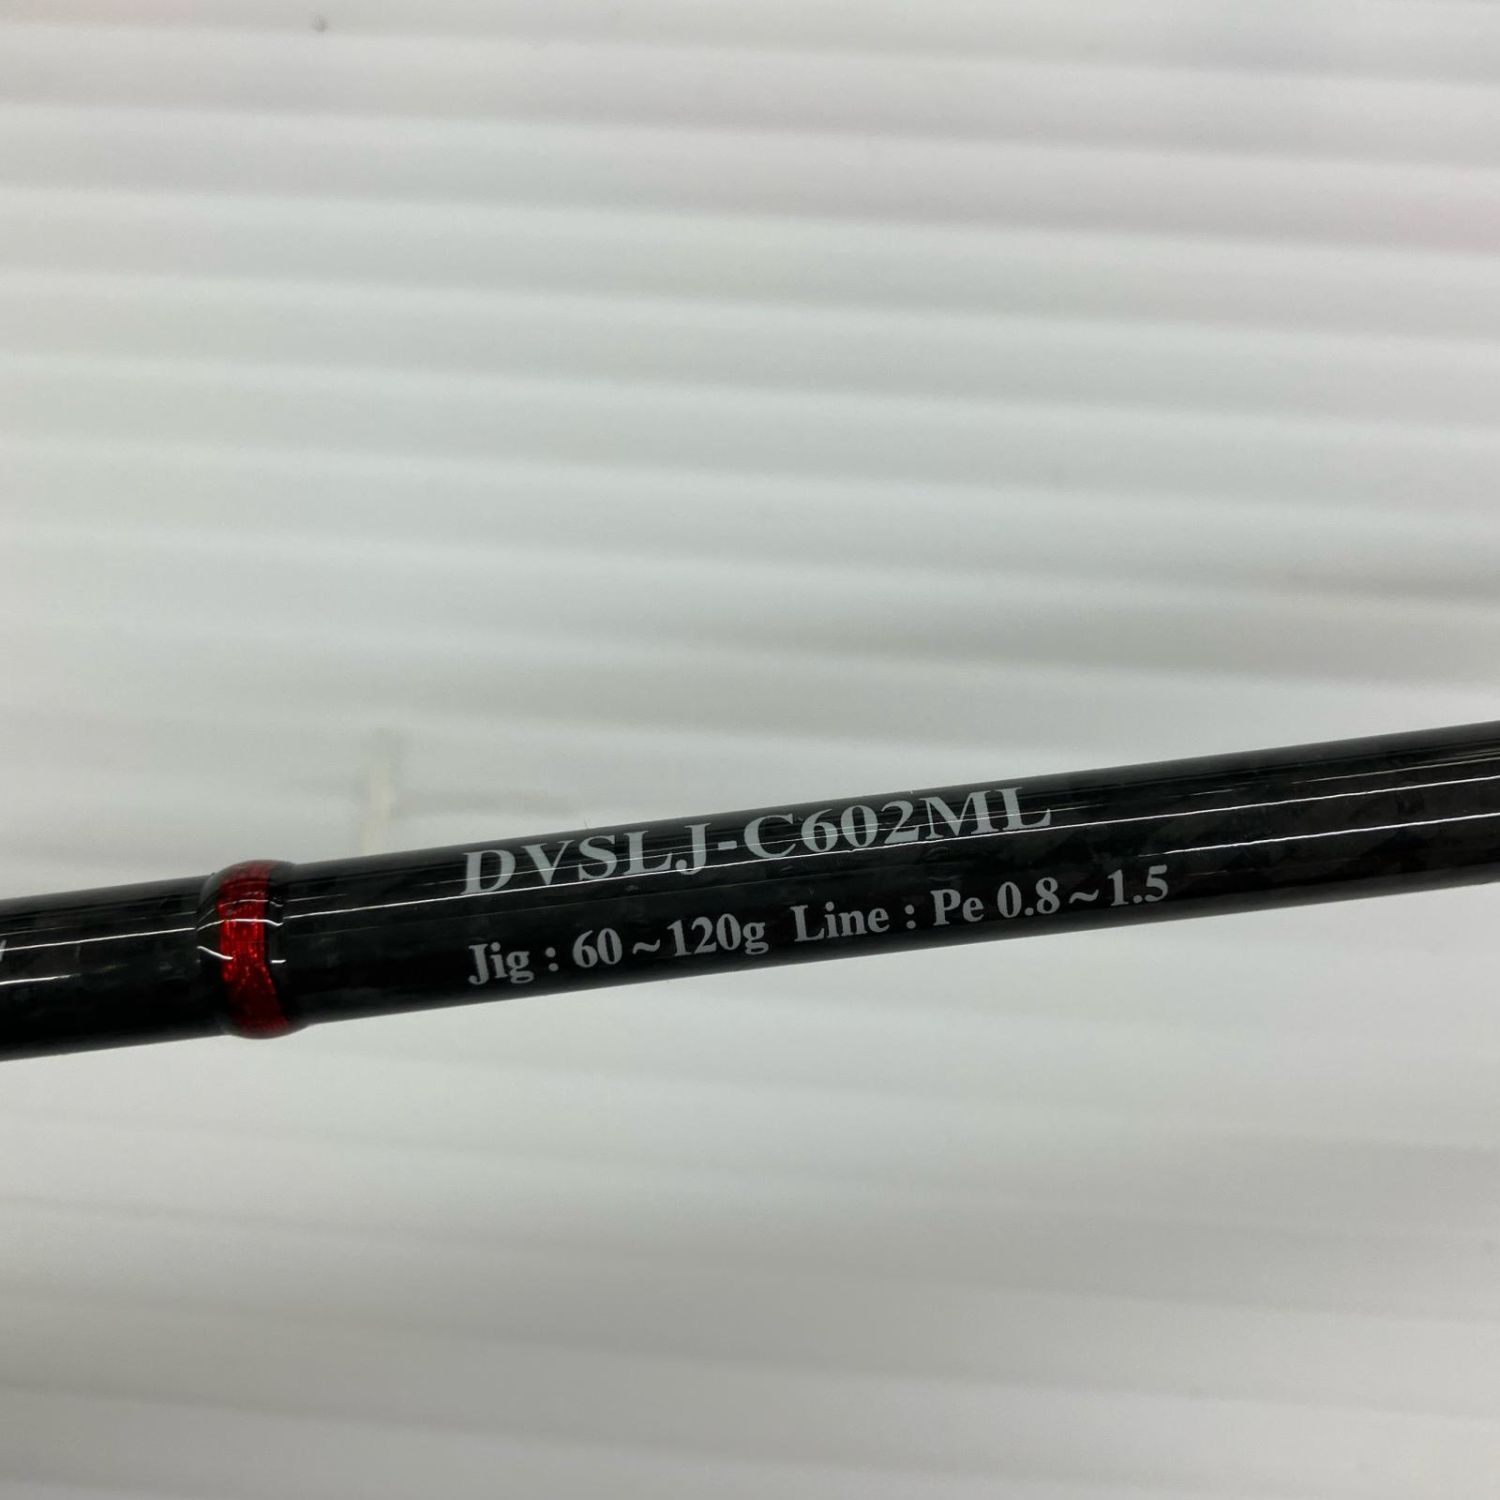 DVSLJ-C602ML
Jig : 60~120g Line : Pe 0.8~1.5